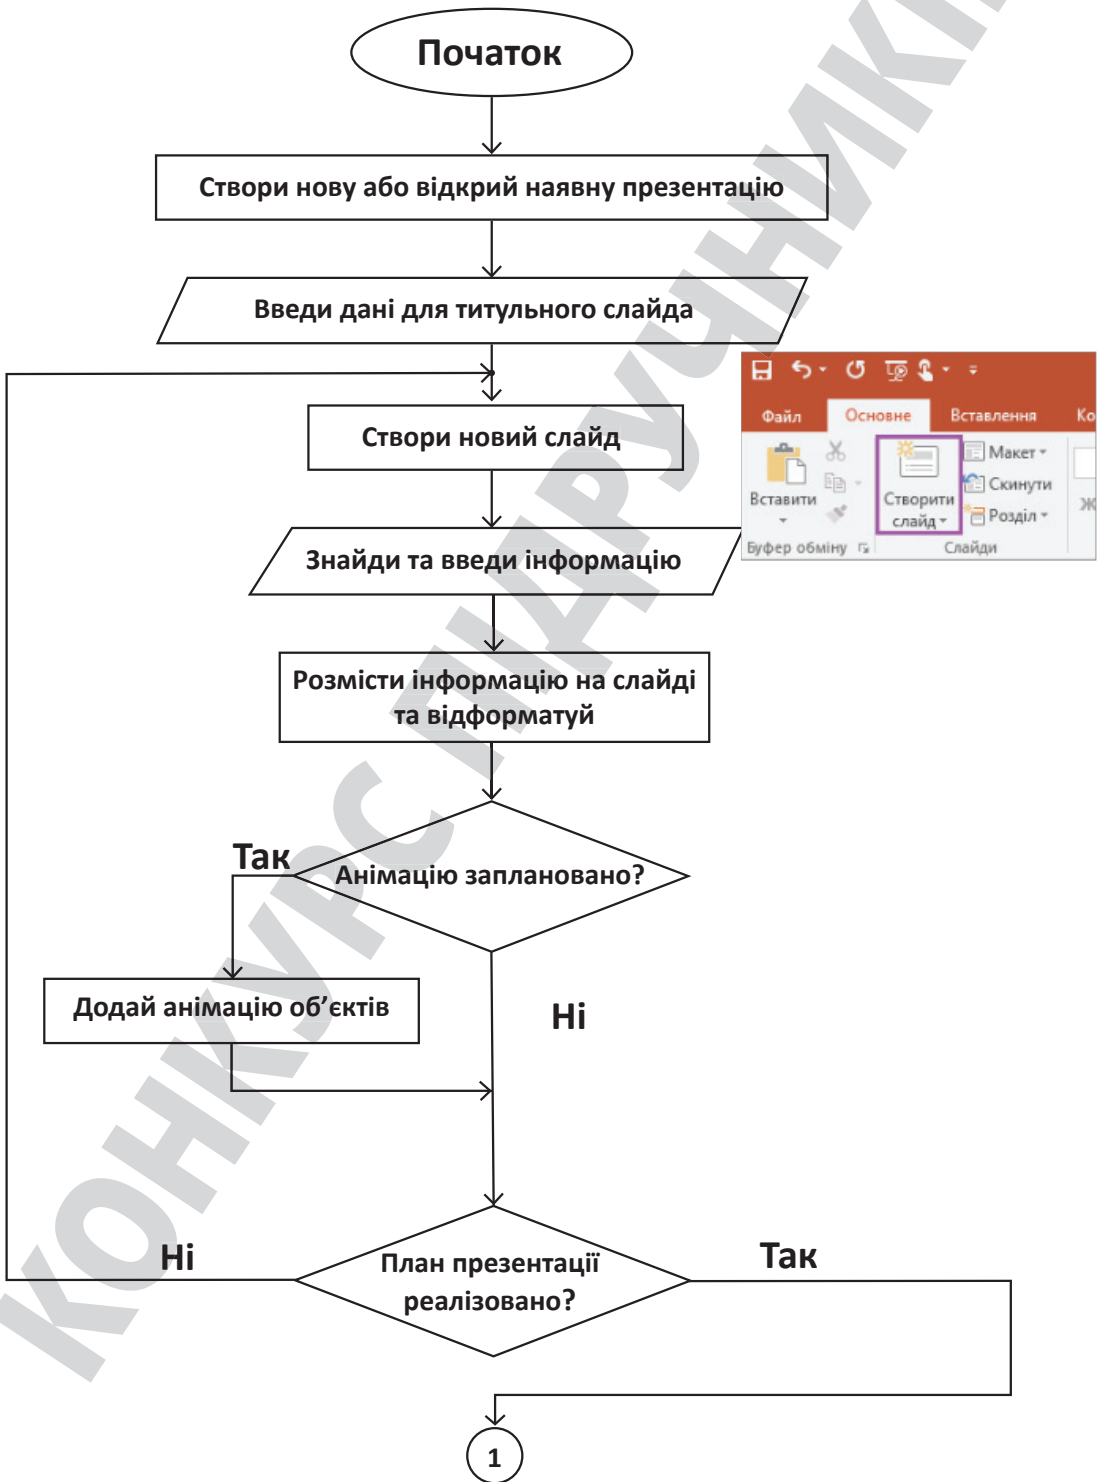 Початок
Створи нову або відкрий наявну презентацію
Введи дані для титульного слайда
Створи новий слайд
Файл Основне Вставлення Ко
Вставити
Створити
слайд
Макет
Скинути
Розділ
Ж
Буфер обміну
Слайди
Знайди та введи інформацію
Розмісти інформацію на слайді
та відформатуй
Анімацію заплановано?
Так
Додай анімацію об’єктів
Ні
План презентації
реалізовано?
Ні
Так
1
КОНКУРС ПІДРУЧНИКІ